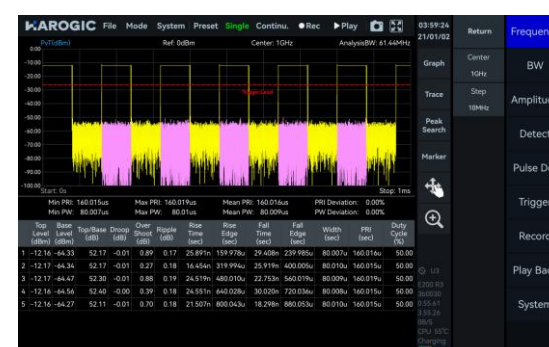 HAROGIC File Mode System Preset Single Continu. Rec Play
03:59:24
21/01/02
PvT(dBm) Ref: 0dBm Center: 1GHz AnalysisBW: 61.44MHz
0.00
-10.00
-20.00
-30.00
-40.00
-50.00
-60.00
-70.00
-80.00
-90.00
-100.00
Trigger Level
Start: 0s Stop: 1ms
Min PRI: 160.015us Max PRI: 160.019us Mean PRI: 160.016us PRI Deviation: 0.00%
Min PW: 80.007us Max PW: 80.01us Mean PW: 80.009us PW Deviation: 0.00%
Top Level (dBm) Base Level (dBm) Top/Base (dB) Droop (dB) Over Shoot (dB) Ripple (dB) Rise Time (sec) Rise Edge (sec) Fall Time (sec) Fall Edge (sec) Width (sec) PRI (sec) Duty Cycle (%)
1 -12.16 -64.33 52.17 -0.01 0.89 0.17 25.891n 159.978u 29.408n 239.985u 80.007u 160.016u 50.00
2 -12.17 -64.34 52.17 -0.01 0.27 0.18 16.454n 319.994u 25.919n 400.005u 80.010u 160.015u 50.00
3 -12.17 -64.47 52.30 -0.00 0.88 0.19 24.519n 480.010u 22.753n 560.019u 80.009u 160.019u 50.00
4 -12.16 -64.56 52.40 -0.00 0.39 0.18 24.551n 640.028u 30.020n 720.036u 80.008u 160.015u 50.00
5 -12.16 -64.27 52.11 -0.01 0.70 0.18 21.507n 800.043u 18.298n 880.053u 80.010u 160.015u 50.00
Graph
Trace
Peak
Search
Marker
U3
E200 R3
0:55.61
3:55.26
0B/S
CPU 55°C
Charging
Return
Center
1GHz
Step
10MHz
Frequen
BW
Amplitu
Detect
Pulse De
Trigger
Record
Play Bac
System